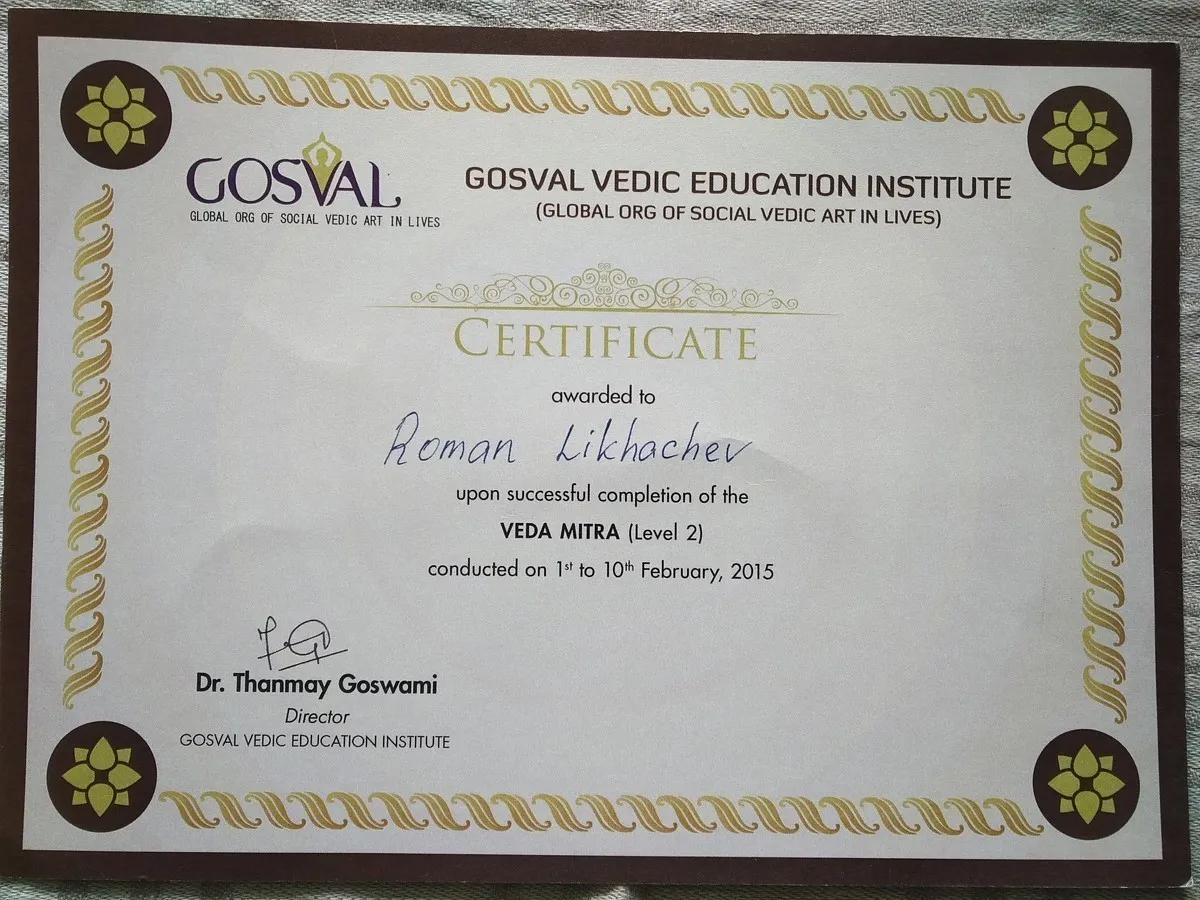 GOSVAL
GLOBAL ORG OF SOCIAL VEDIC ART IN LIVES
GOSVAL VEDIC EDUCATION INSTITUTE
(GLOBAL ORG OF SOCIAL VEDIC ART IN LIVES)
CERTIFICATE
awarded to
Roman Likhachev
upon successful completion of the
VEDA MITRA (Level 2)
conducted on 1st to 10th February, 2015
Dr. Thanmay Goswami
Director
GOSVAL VEDIC EDUCATION INSTITUTE